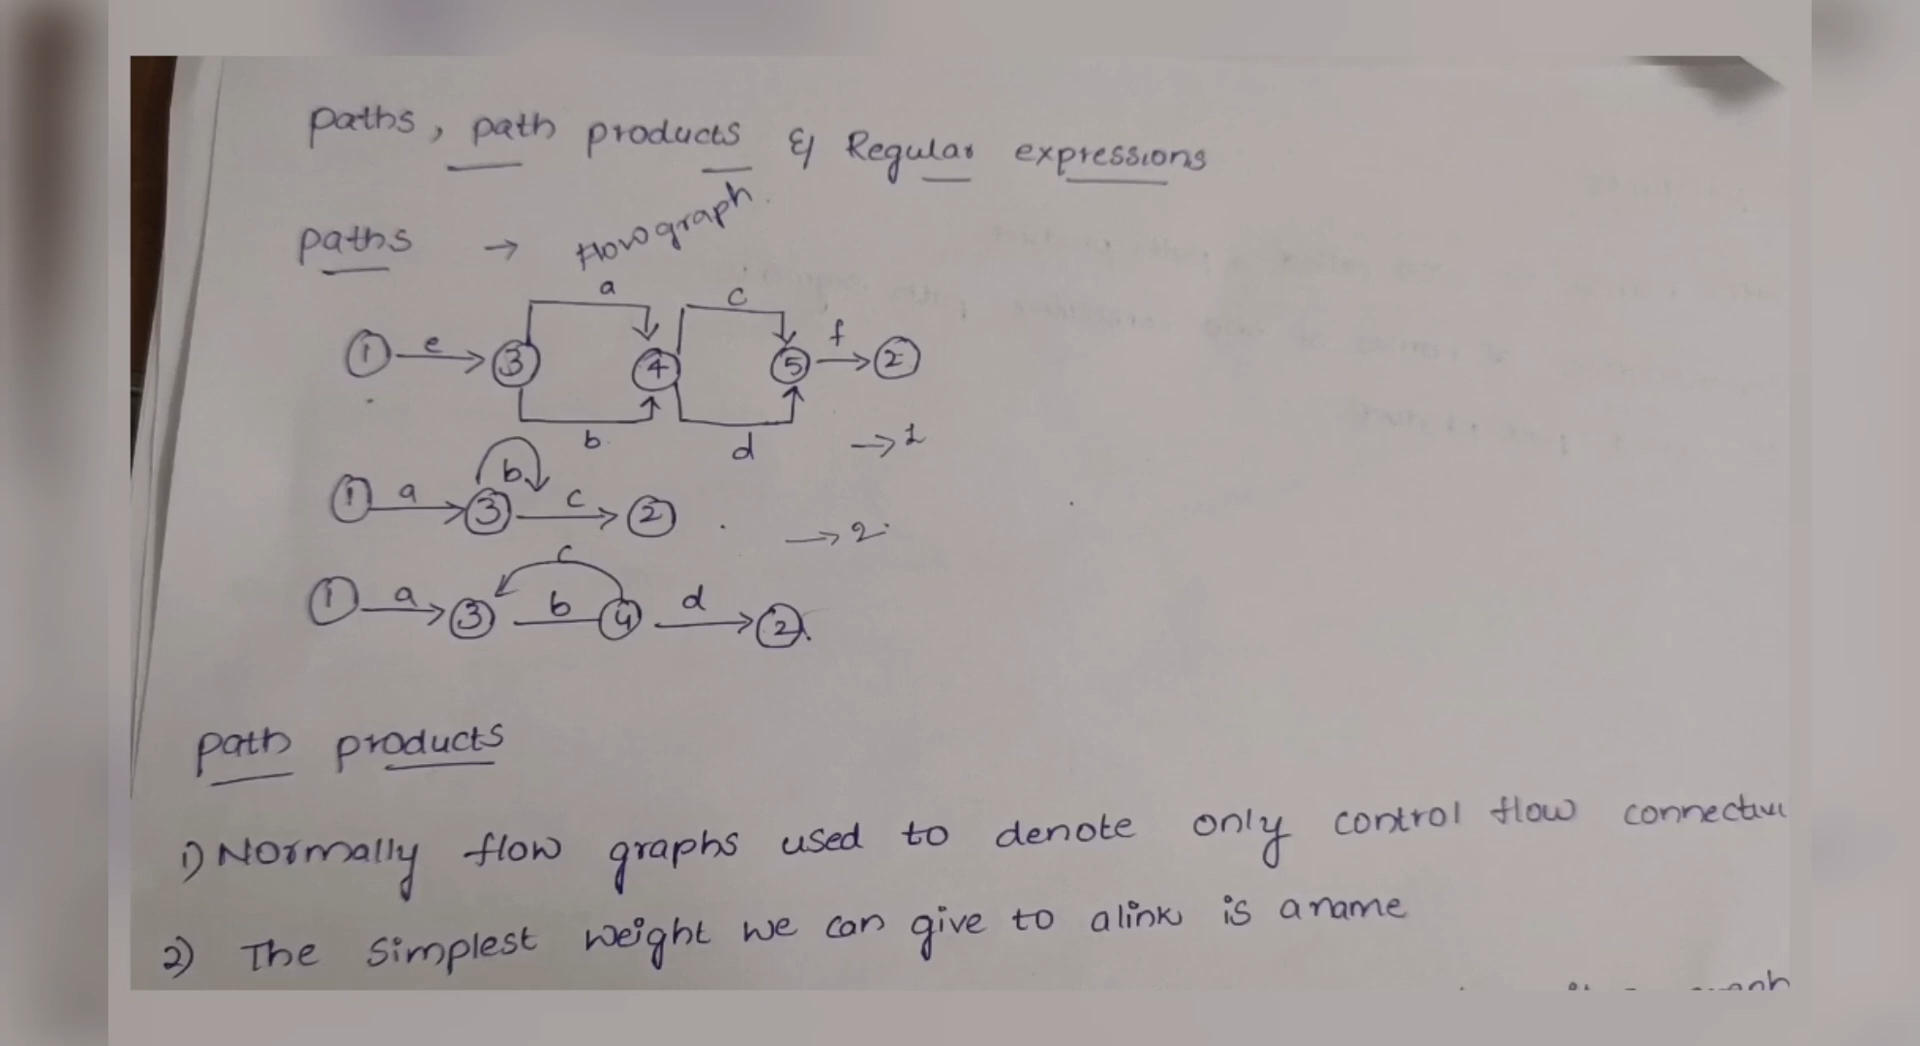 paths, path products & Regular expressions
paths → flowgraph.
a c
1 e 3 4 5 f 2
b d → 1
b
1 a 3 c 2 → 2
c
1 a 3 b 4 d 2
path products
1) Normally flow graphs used to denote only control flow
2) The simplest weight we can give to a link is a name